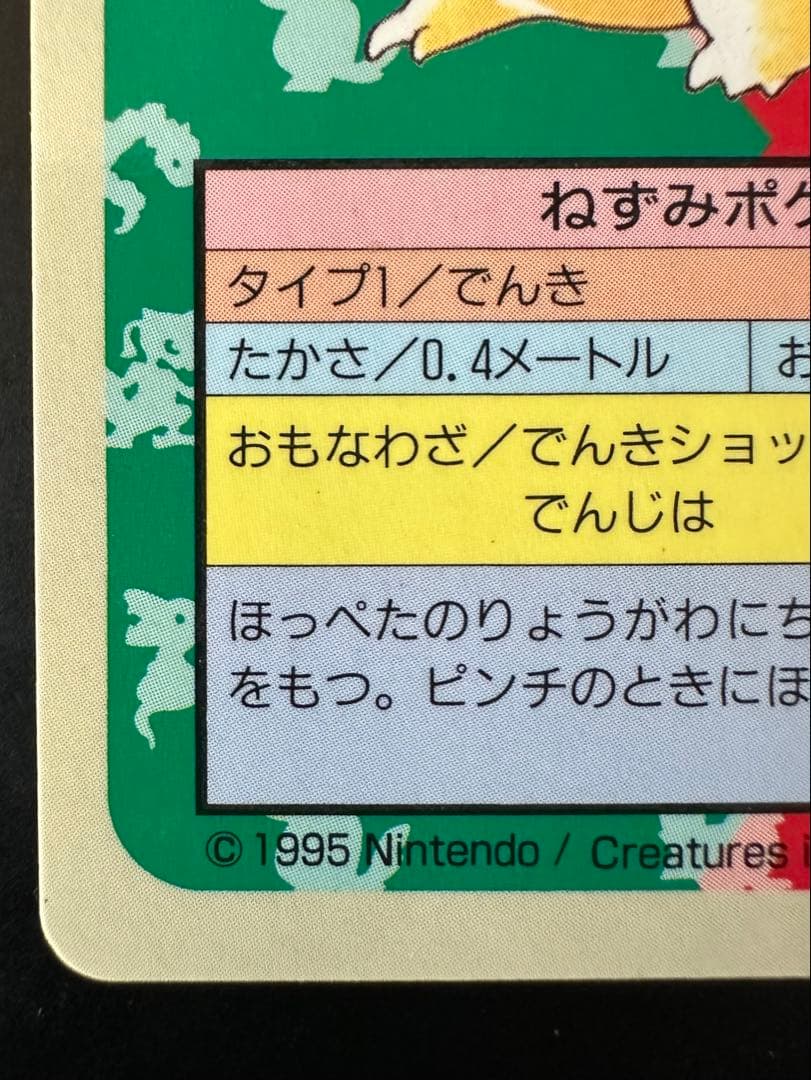 ねずみポケ
タイプ1／でんき
たかさ／0.4メートル お
おもなわざ／でんきショッ
でんじは
ほっぺたのりょうがわにち
をもつ。ピンチのときにほ
© 1995 Nintendo / Creatures i